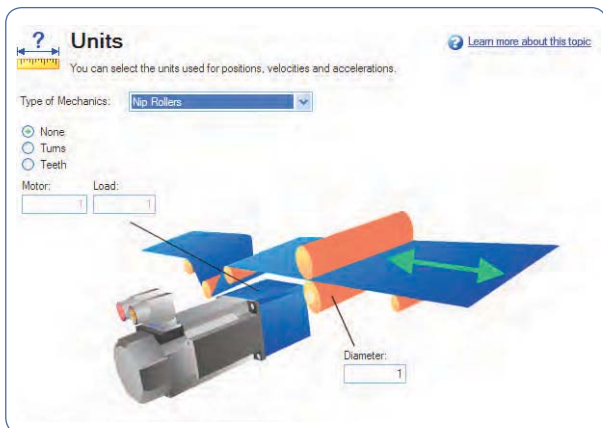 ?
Units
Learn more about this topic
You can select the units used for positions, velocities and accelerations.
Type of Mechanics: Nip Rollers
None
Turns
Teeth
Motor: Load:
1 1
Diameter:
1